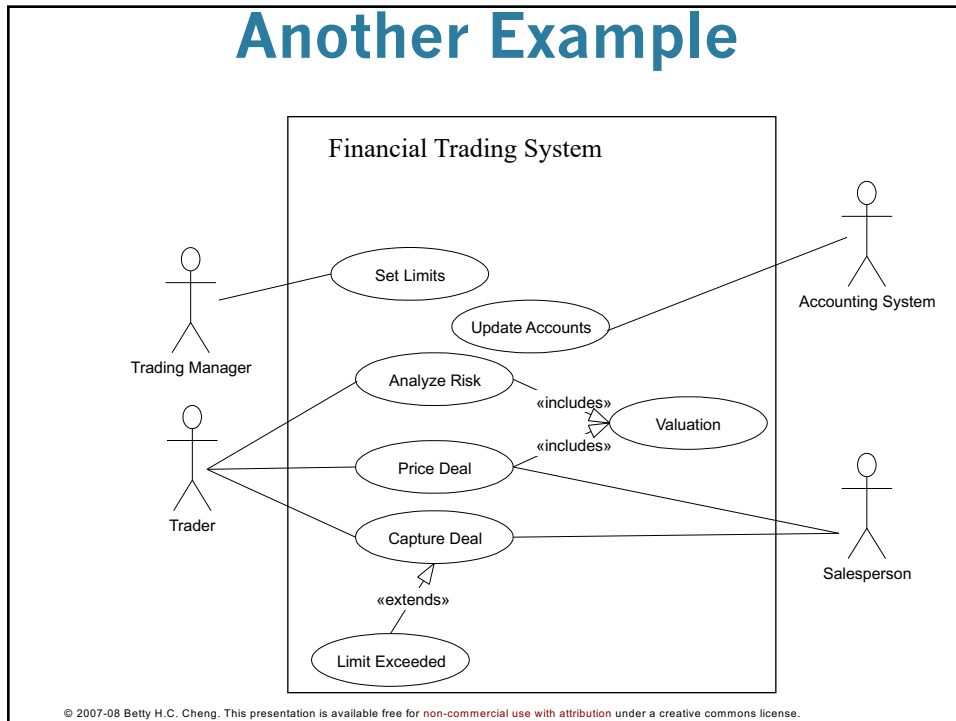 Another Example
Financial Trading System
Set Limits
Update Accounts
Accounting System
Trading Manager
Analyze Risk
«includes»
Valuation
«includes»
Price Deal
Trader
Capture Deal
Salesperson
«extends»
Limit Exceeded
© 2007-08 Betty H.C. Cheng. This presentation is available free for non-commercial use with attribution under a creative commons license.